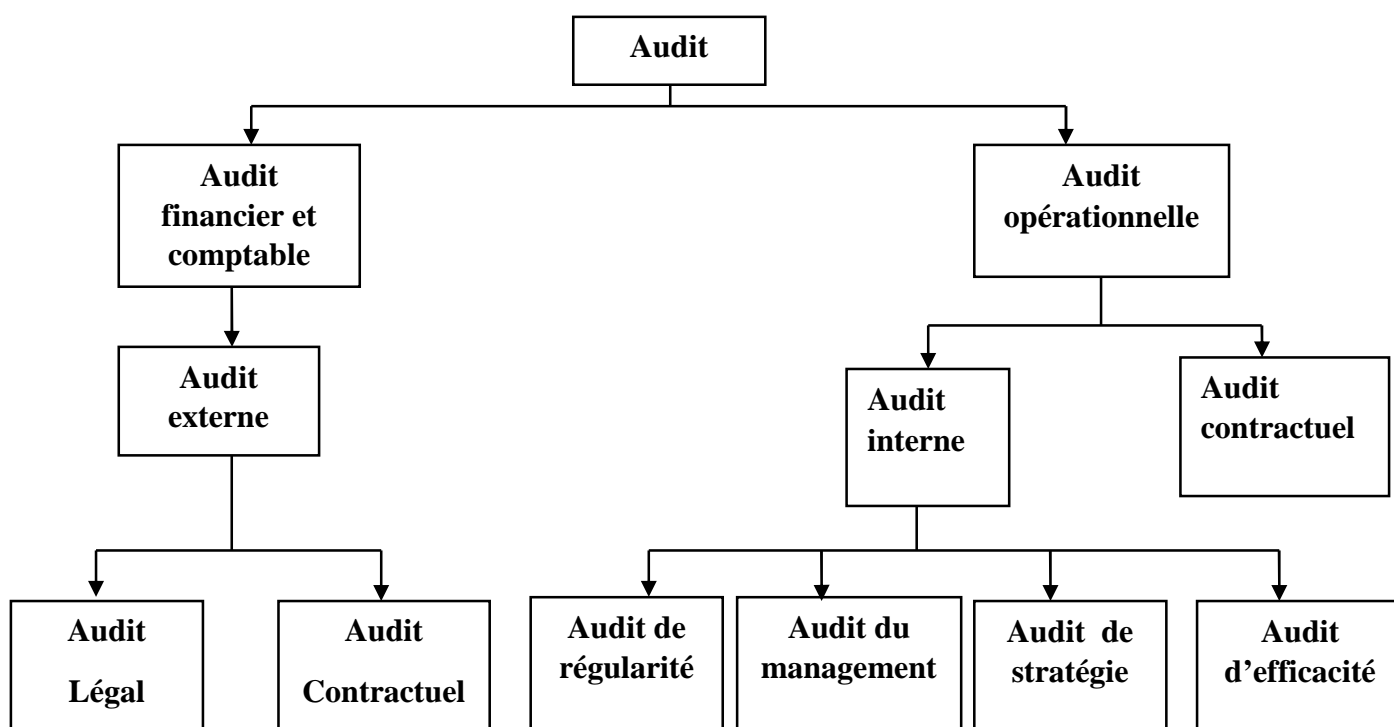 Audit
Audit
financier et
comptable
Audit
opérationnelle
Audit
externe
Audit
interne
Audit
contractuel
Audit
Légal
Audit
Contractuel
Audit de
régularité
Audit du
management
Audit de
stratégie
Audit
d'efficacité